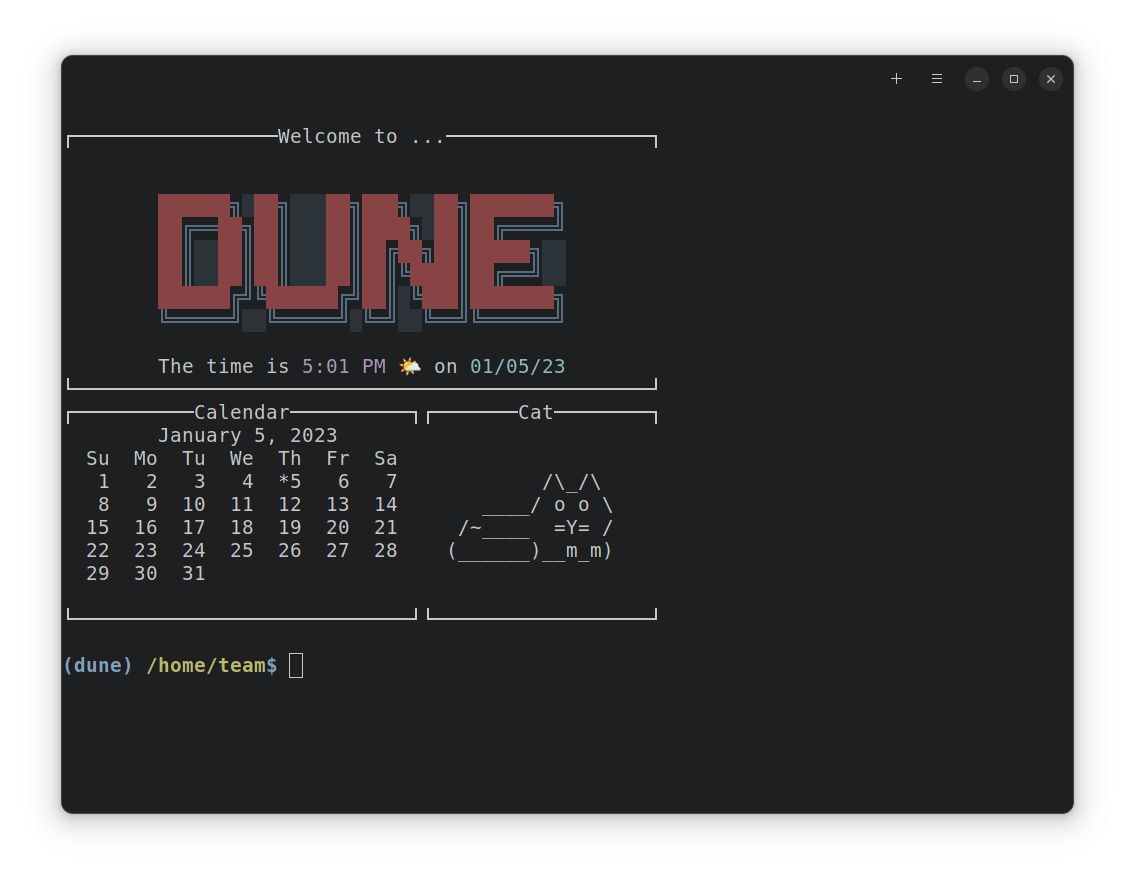 Welcome to ...
DUNE
The time is 5:01 PM 🌤️ on 01/05/23
Calendar
January 5, 2023
Su Mo Tu We Th Fr Sa
1 2 3 4 *5 6 7
8 9 10 11 12 13 14
15 16 17 18 19 20 21
22 23 24 25 26 27 28
29 30 31
Cat
/\_/\
____/ o o \
/~____ =Y= /
(______)__m_m)
(dune) /home/team$